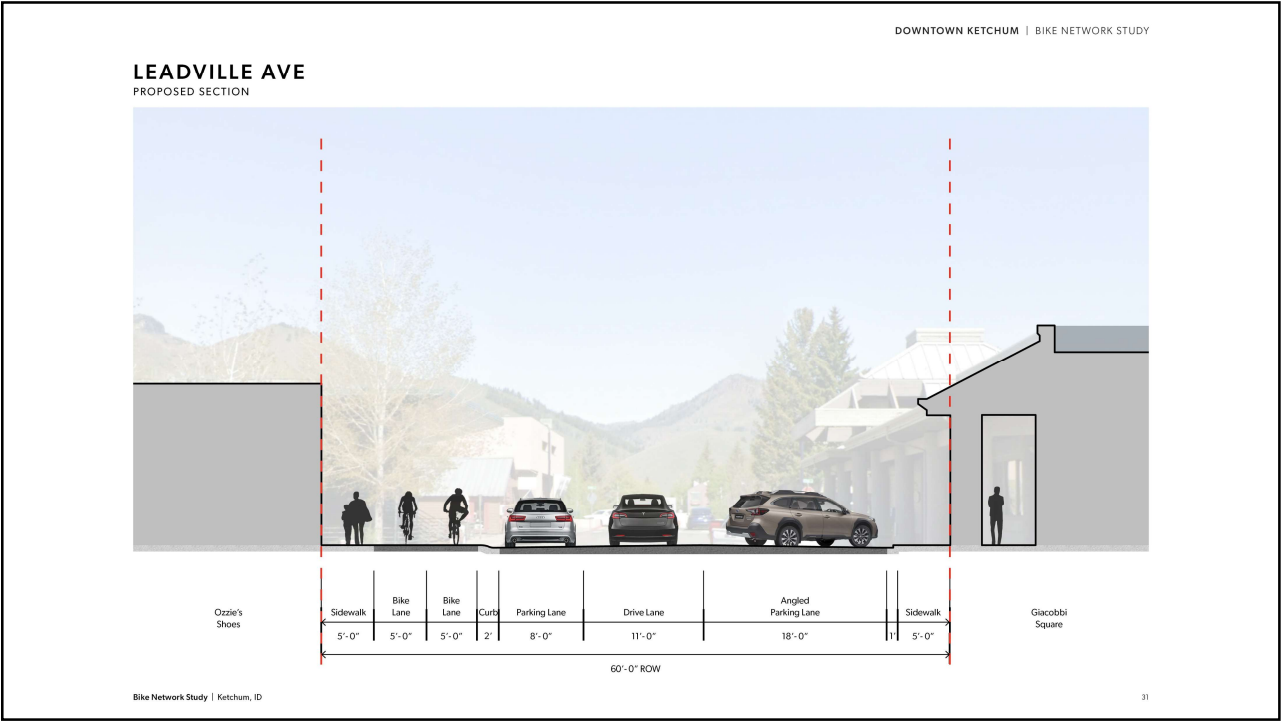 DOWNTOWN KETCHUM | BIKE NETWORK STUDY
LEADVILLE AVE
PROPOSED SECTION
Ozzie's
Shoes
Sidewalk
5'-0"
Bike
Lane
5'-0"
Bike
Lane
5'-0"
Curb
2'
Parking Lane
8'-0"
Drive Lane
11'-0"
Angled
Parking Lane
18'-0"
1'
Sidewalk
5'-0"
Giacobbi
Square
60'-0" ROW
Bike Network Study | Ketchum, ID
31